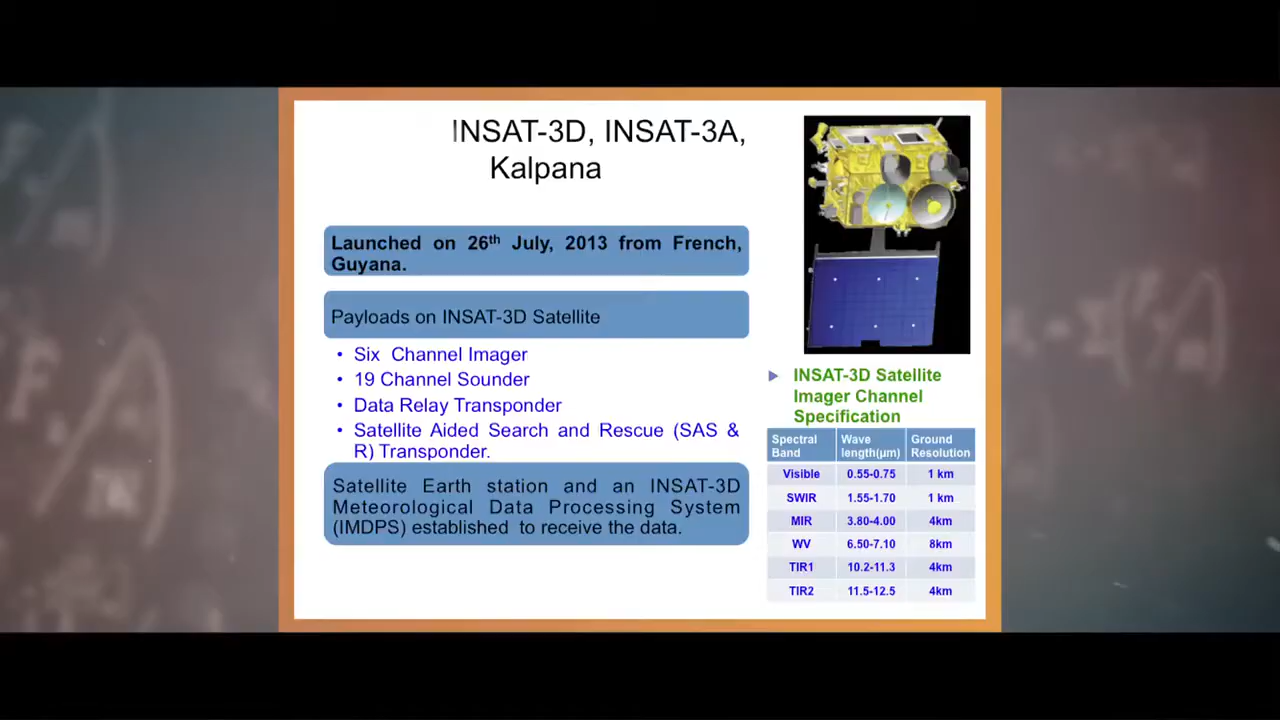 INSAT-3D, INSAT-3A,
Kalpana
Launched on 26th July, 2013 from French,
Guyana.
Payloads on INSAT-3D Satellite
• Six Channel Imager
• 19 Channel Sounder
• Data Relay Transponder
• Satellite Aided Search and Rescue (SAS &
R) Transponder.
Satellite Earth station and an INSAT-3D
Meteorological Data Processing System
(IMDPS) established to receive the data.
INSAT-3D Satellite
Imager Channel
Specification
Spectral Band Wave length(µm) Ground Resolution
Visible 0.55-0.75 1 km
SWIR 1.55-1.70 1 km
MIR 3.80-4.00 4km
WV 6.50-7.10 8km
TIR1 10.2-11.3 4km
TIR2 11.5-12.5 4km